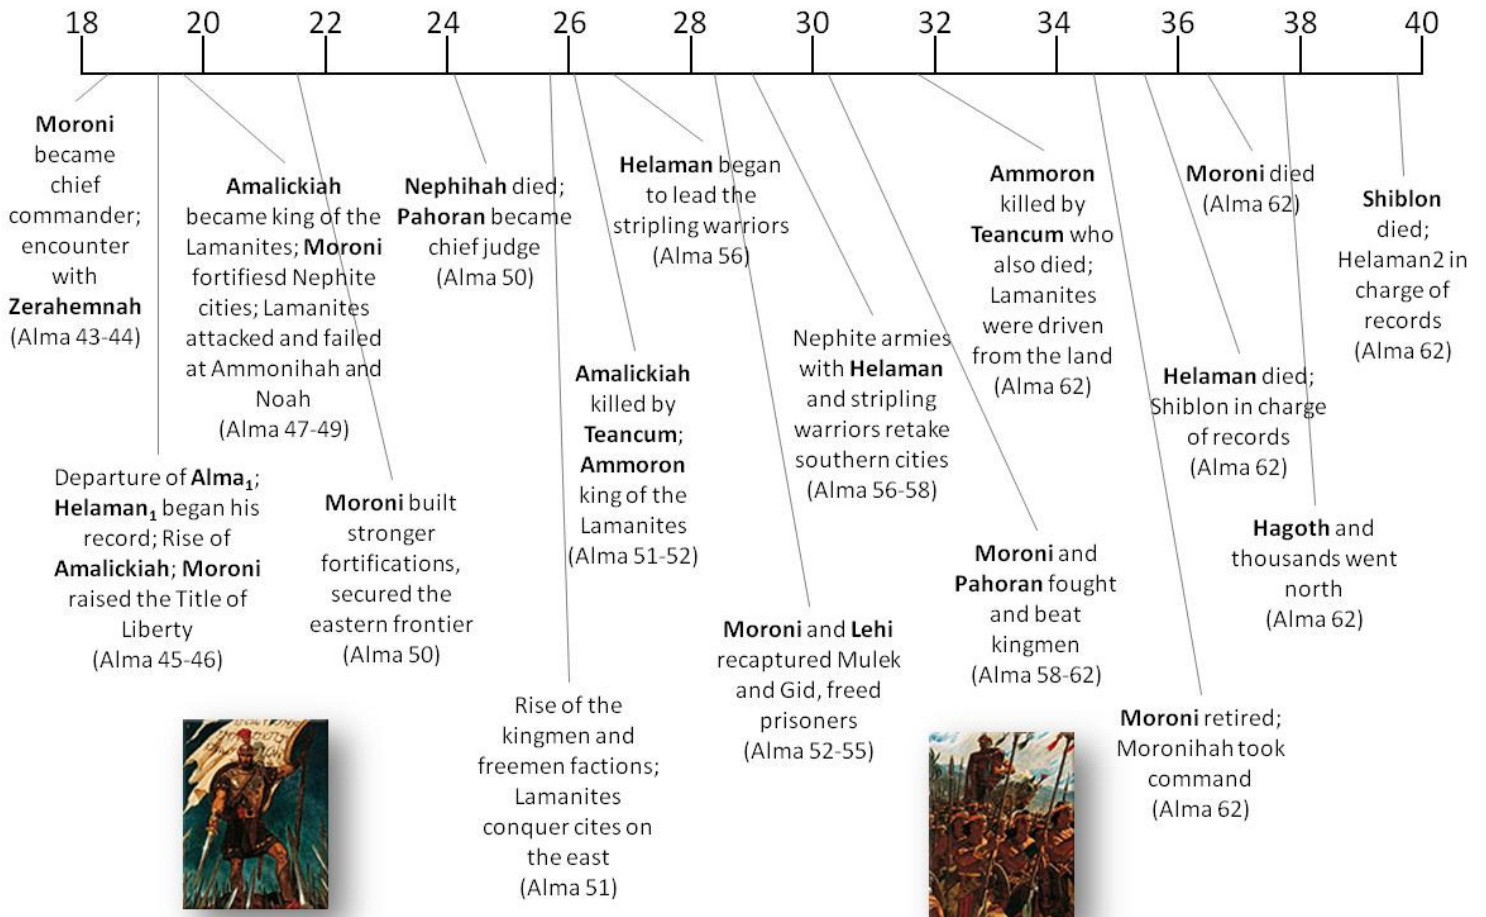 18 20 22 24 26 28 30 32 34 36 38 40
Moroni
became
chief
commander;
encounter
with
Zerahemnah
(Alma 43-44)
Departure of Alma1;
Helaman1 began his
record; Rise of
Amalickiah; Moroni
raised the Title of
Liberty
(Alma 45-46)
Amalickiah
became king of the
Lamanites; Moroni
fortifiesd Nephite
cities; Lamanites
attacked and failed
at Ammonihah and
Noah
(Alma 47-49)
Moroni built
stronger
fortifications,
secured the
eastern frontier
(Alma 50)
Nephihah died;
Pahoran became
chief judge
(Alma 50)
Rise of the
kingmen and
freemen factions;
Lamanites
conquer cites on
the east
(Alma 51)
Amalickiah
killed by
Teancum;
Ammoron
king of the
Lamanites
(Alma 51-52)
Helaman began
to lead the
stripling warriors
(Alma 56)
Moroni and Lehi
recaptured Mulek
and Gid, freed
prisoners
(Alma 52-55)
Nephite armies
with Helaman
and stripling
warriors retake
southern cities
(Alma 56-58)
Moroni and
Pahoran fought
and beat
kingmen
(Alma 58-62)
Ammoron
killed by
Teancum who
also died;
Lamanites
were driven
from the land
(Alma 62)
Moroni retired;
Moronihah took
command
(Alma 62)
Helaman died;
Shiblon in charge
of records
(Alma 62)
Moroni died
(Alma 62)
Hagoth and
thousands went
north
(Alma 62)
Shiblon
died;
Helaman2 in
charge of
records
(Alma 62)